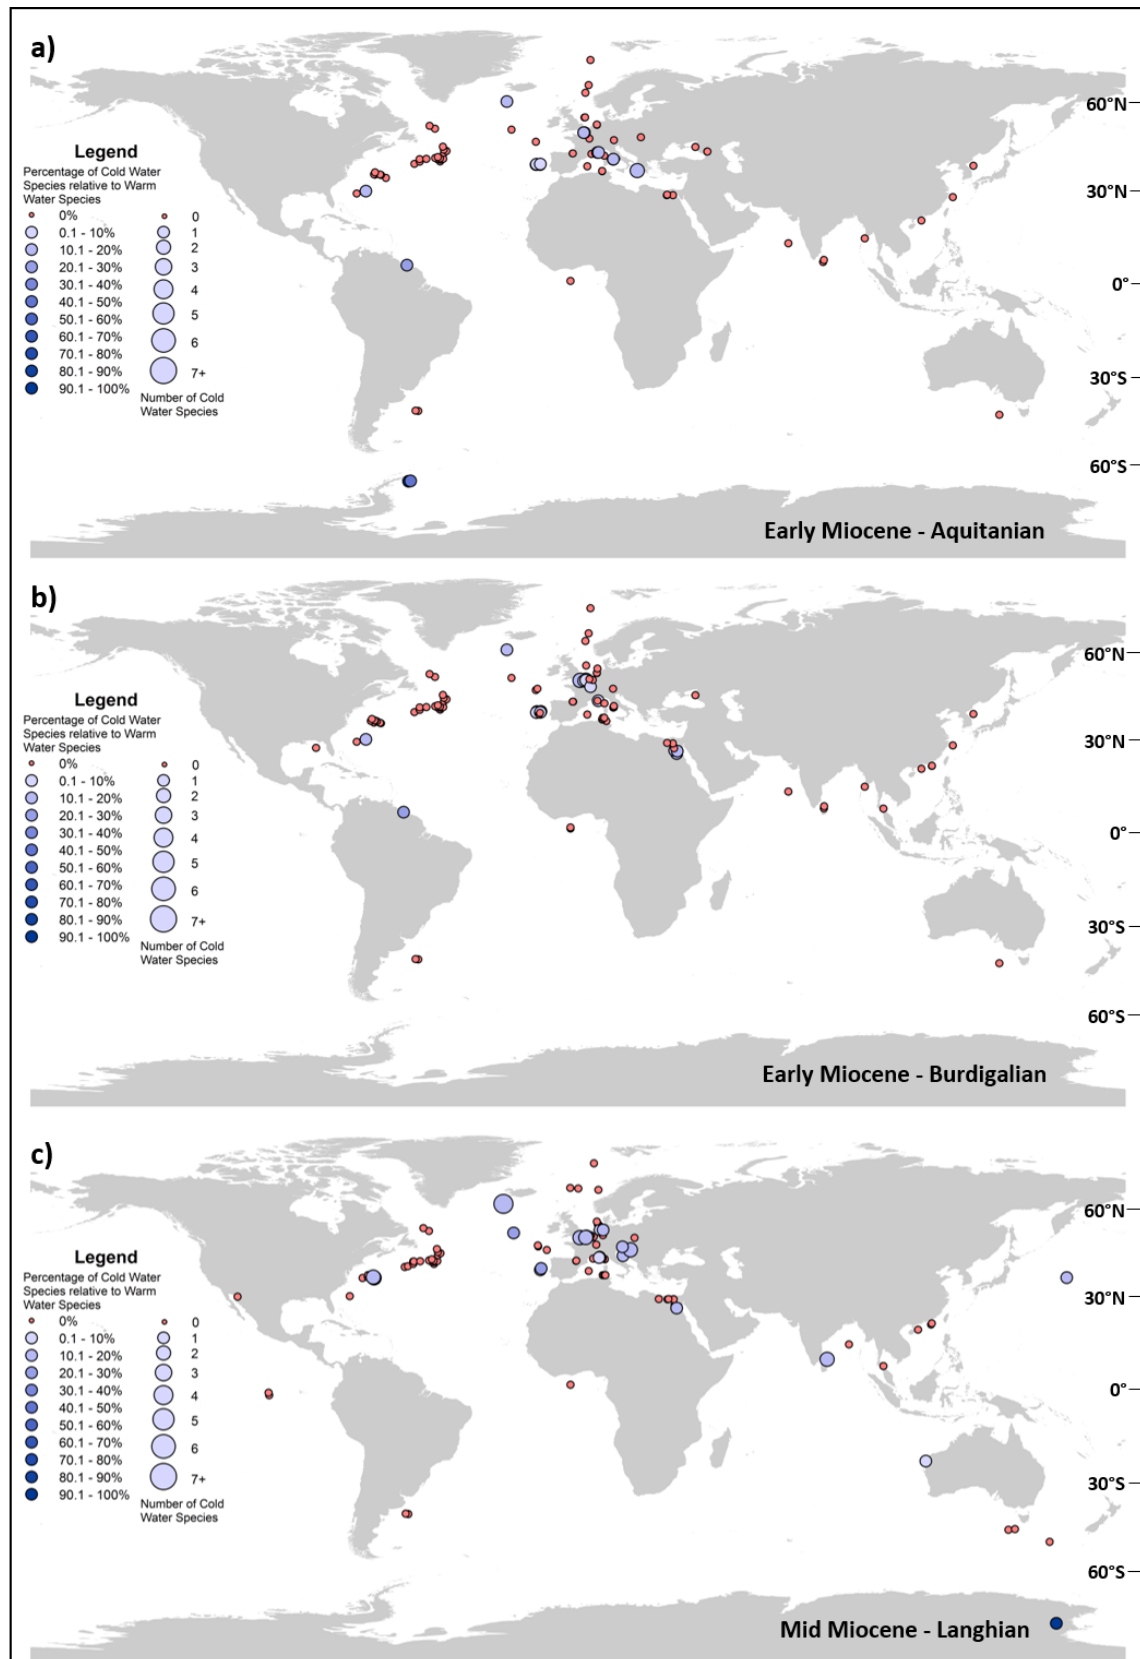 a)
60°N
30°N
0°
30°S
60°S
Legend
Percentage of Cold Water
Species relative to Warm
Water Species
0%
0.1 - 10%
10.1 - 20%
20.1 - 30%
30.1 - 40%
40.1 - 50%
50.1 - 60%
60.1 - 70%
70.1 - 80%
80.1 - 90%
90.1 - 100%
0
1
2
3
4
5
6
7+
Number of Cold
Water Species
Early Miocene - Aquitanian
b)
60°N
30°N
0°
30°S
60°S
Legend
Percentage of Cold Water
Species relative to Warm
Water Species
0%
0.1 - 10%
10.1 - 20%
20.1 - 30%
30.1 - 40%
40.1 - 50%
50.1 - 60%
60.1 - 70%
70.1 - 80%
80.1 - 90%
90.1 - 100%
0
1
2
3
4
5
6
7+
Number of Cold
Water Species
Early Miocene - Burdigalian
c)
60°N
30°N
0°
30°S
60°S
Legend
Percentage of Cold Water
Species relative to Warm
Water Species
0%
0.1 - 10%
10.1 - 20%
20.1 - 30%
30.1 - 40%
40.1 - 50%
50.1 - 60%
60.1 - 70%
70.1 - 80%
80.1 - 90%
90.1 - 100%
0
1
2
3
4
5
6
7+
Number of Cold
Water Species
Mid Miocene - Langhian